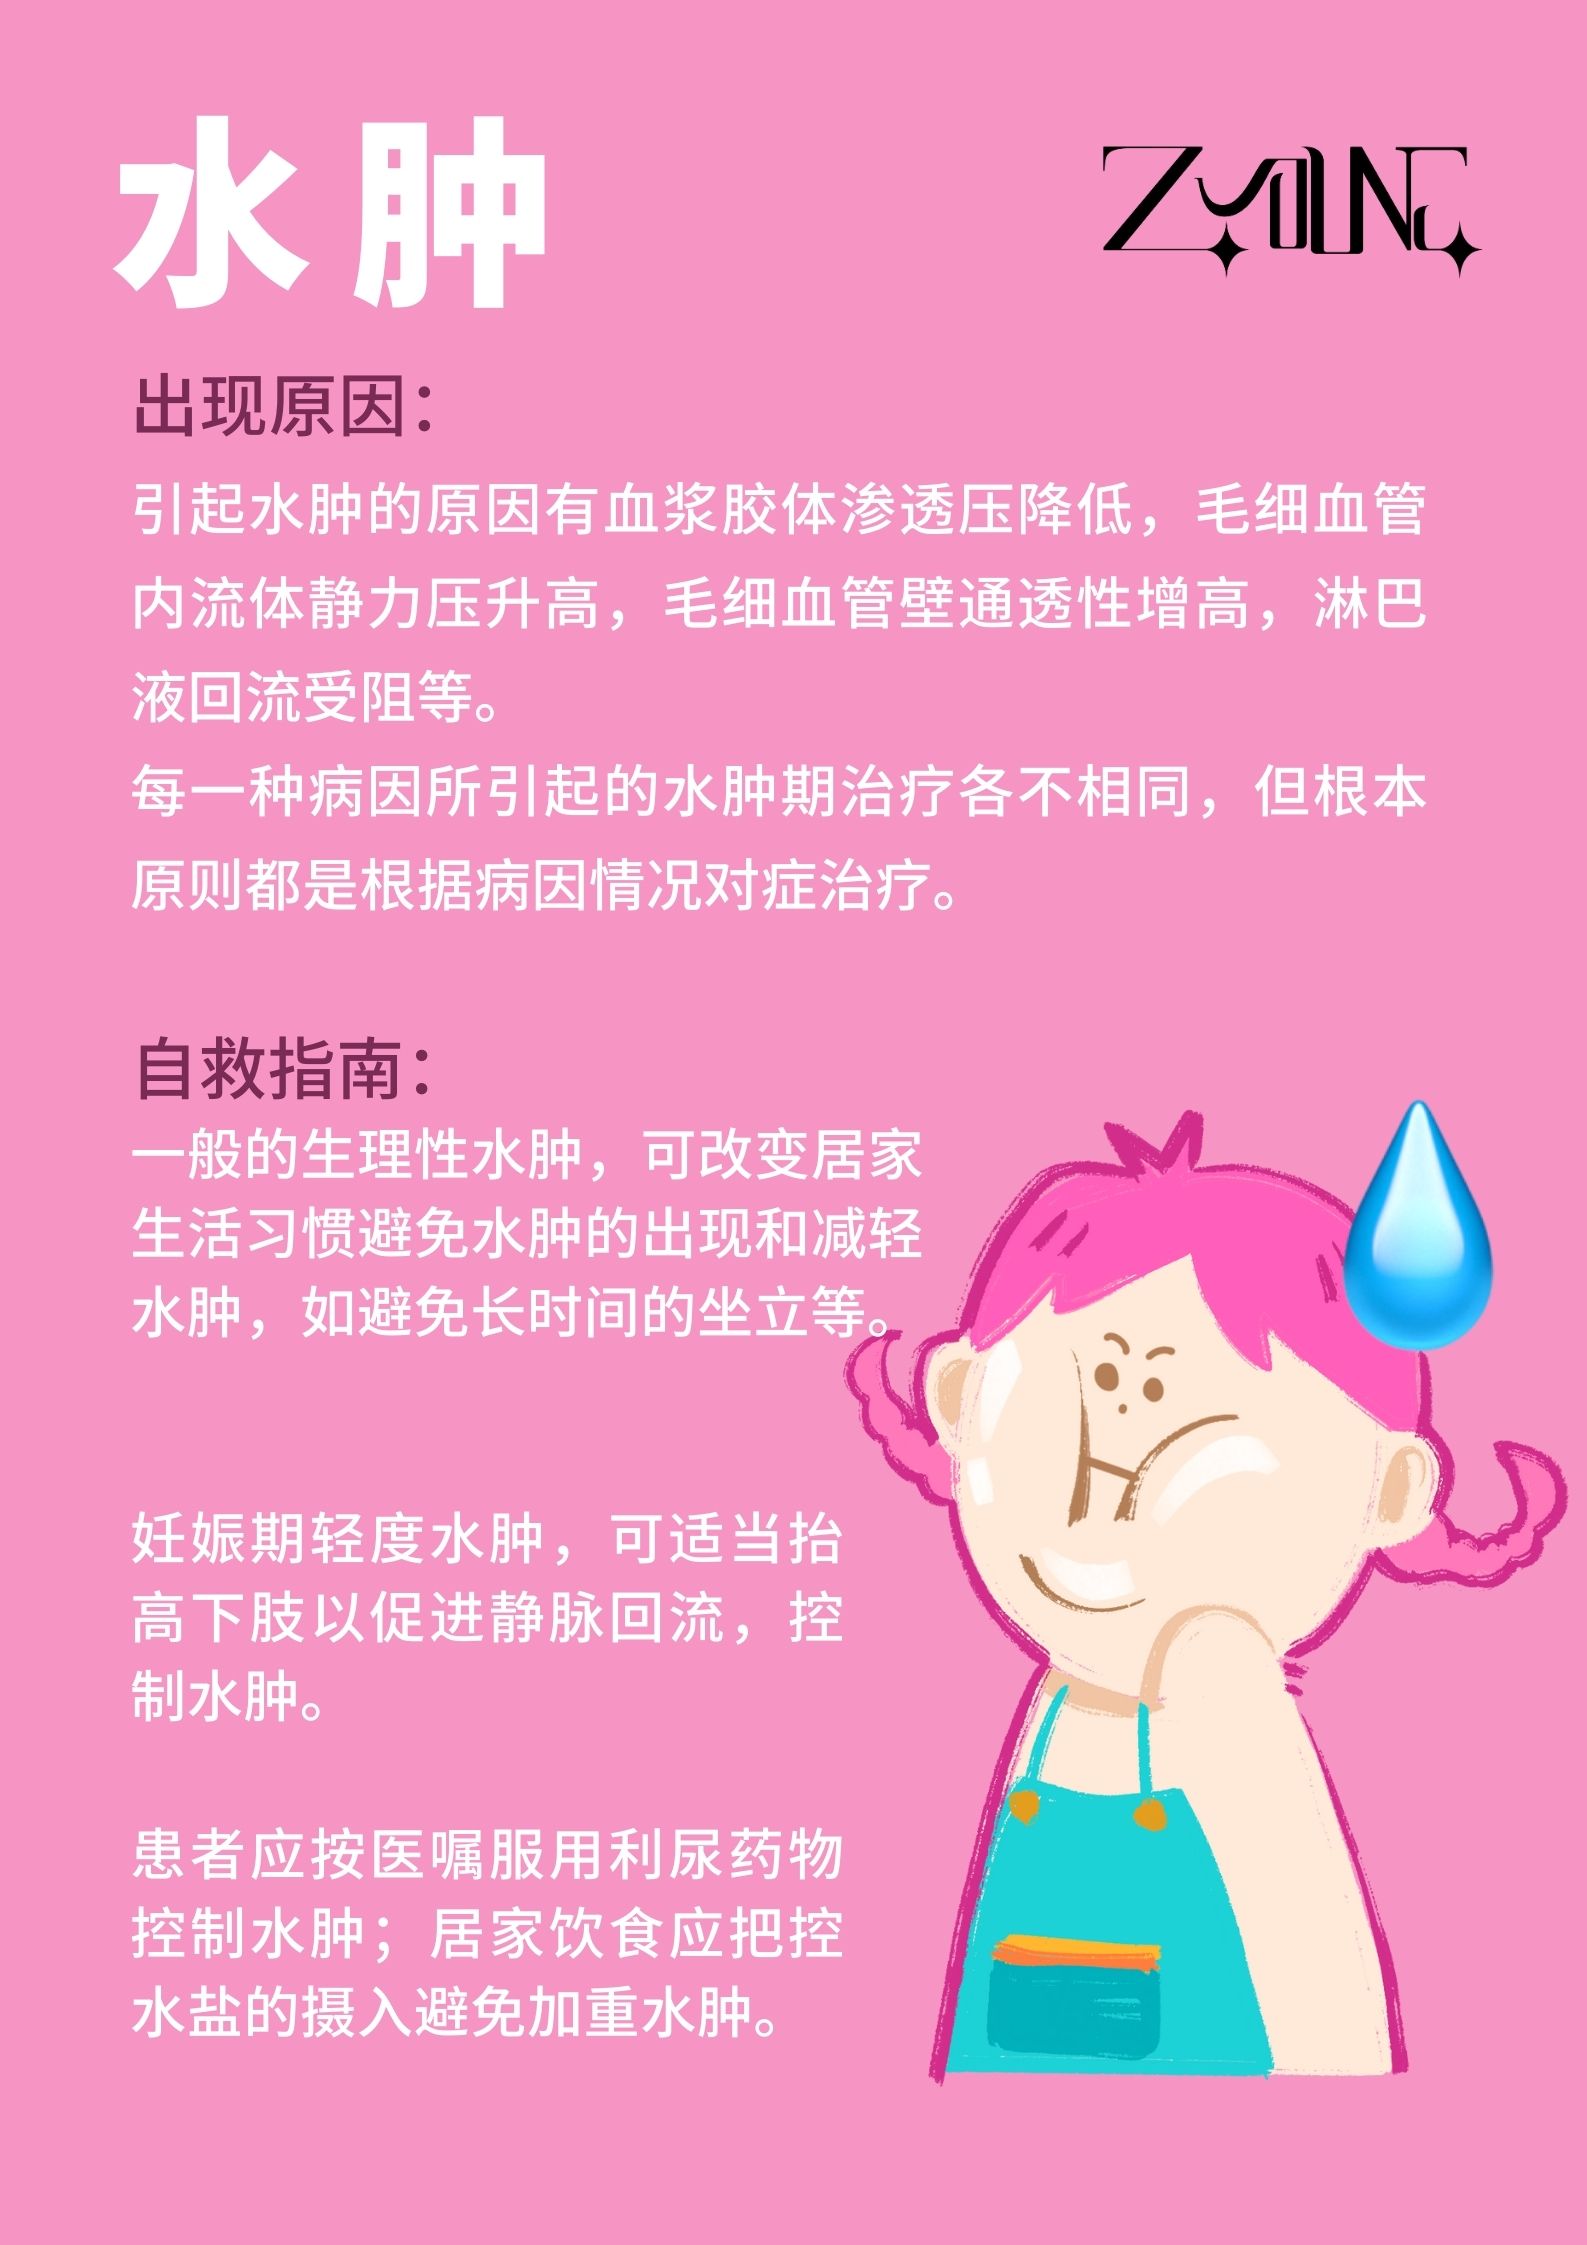 水肿
ZYOUNG
出现原因：
引起水肿的原因有血浆胶体渗透压降低，毛细血管
内流体静力压升高，毛细血管壁通透性增高，淋巴
液回流受阻等。
每一种病因所引起的水肿期治疗各不相同，但根本
原则都是根据病因情况对症治疗。
自救指南：
一般的生理性水肿，可改变居家
生活习惯避免水肿的出现和减轻
水肿，如避免长时间的坐立等。
妊娠期轻度水肿，可适当抬
高下肢以促进静脉回流，控
制水肿。
患者应按医嘱服用利尿药物
控制水肿；居家饮食应把控
水盐的摄入避免加重水肿。